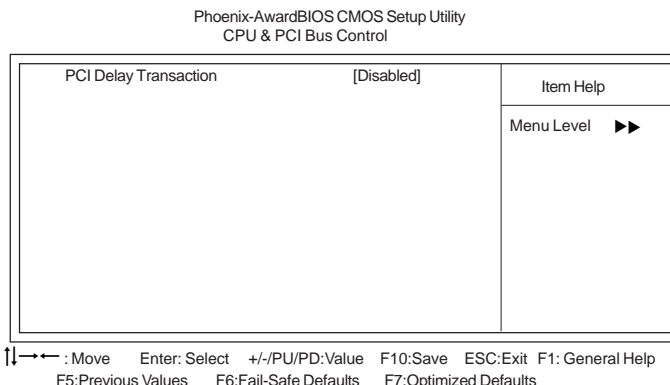 Phoenix-AwardBIOS CMOS Setup Utility
CPU & PCI Bus Control
PCI Delay Transaction [Disabled]
Item Help
Menu Level ▶▶
↑↓→← : Move Enter: Select +/-/PU/PD:Value F10:Save ESC:Exit F1: General Help
F5:Previous Values F6:Fail-Safe Defaults F7:Optimized Defaults